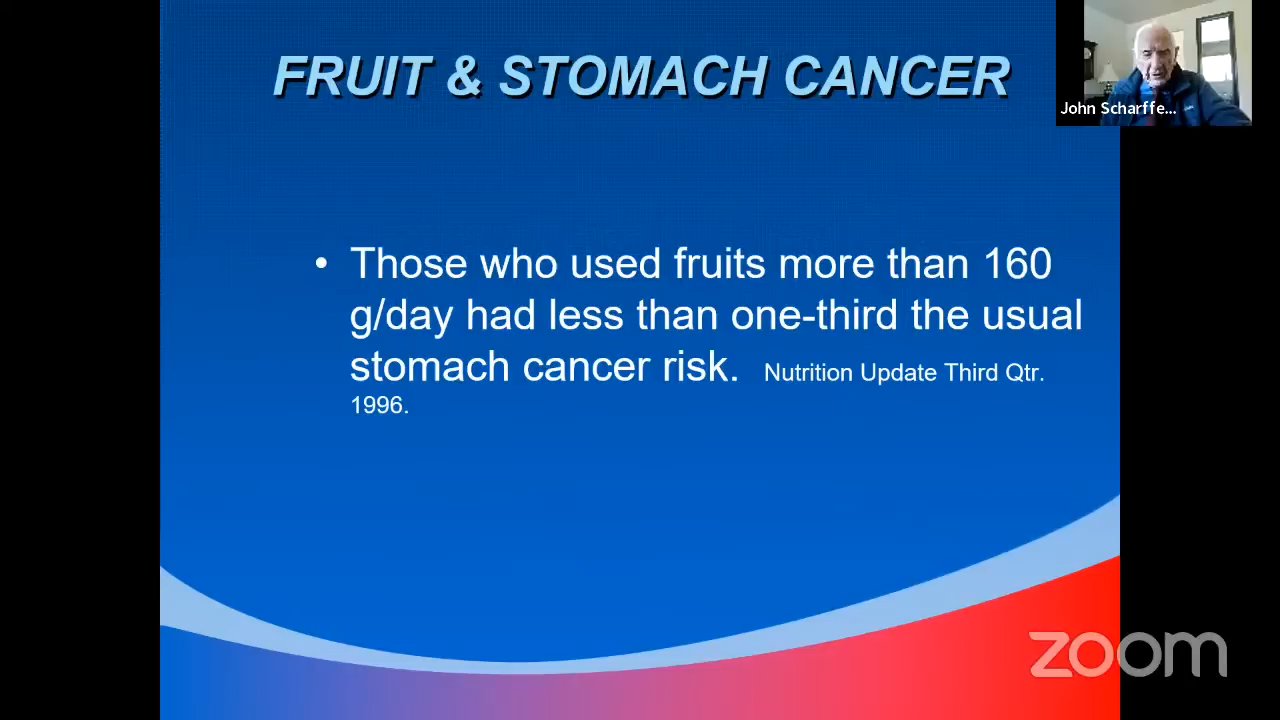 FRUIT & STOMACH CANCER
John Scharffe...
• Those who used fruits more than 160
g/day had less than one-third the usual
stomach cancer risk. Nutrition Update Third Qtr.
1996.
zoom